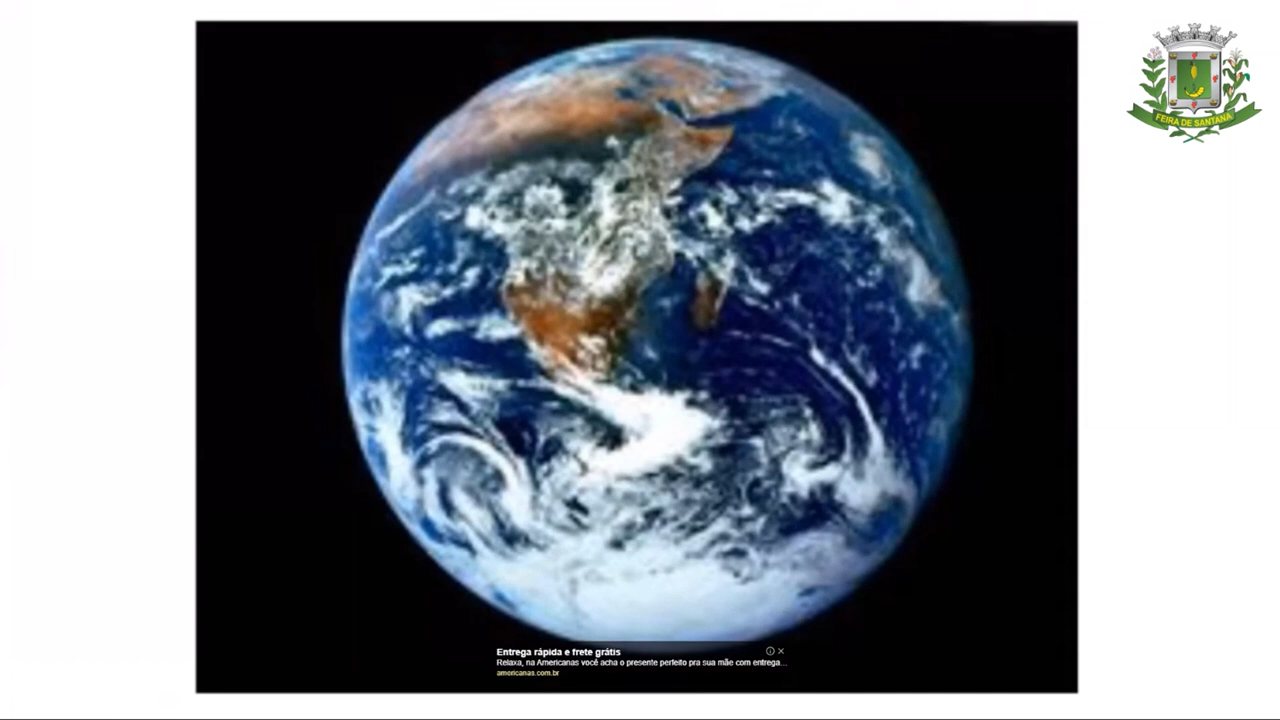 FEIRA DE SANTANA
Entrega rápida e frete grátis
Relaxa, na Americanas você acha o presente perfeito pra sua mãe com entrega...
americanas.com.br